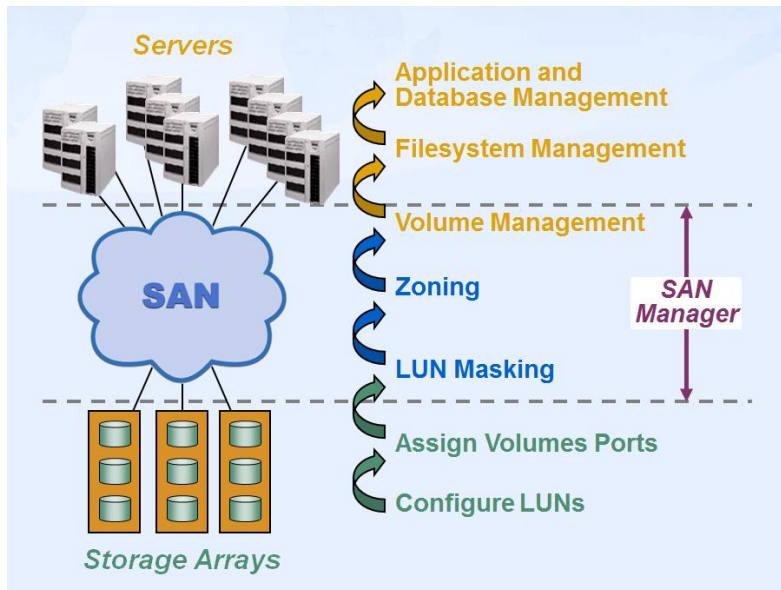 Servers
Application and
Database Management
Filesystem Management
Volume Management
SAN
Zoning
SAN
Manager
LUN Masking
Assign Volumes Ports
Configure LUNs
Storage Arrays